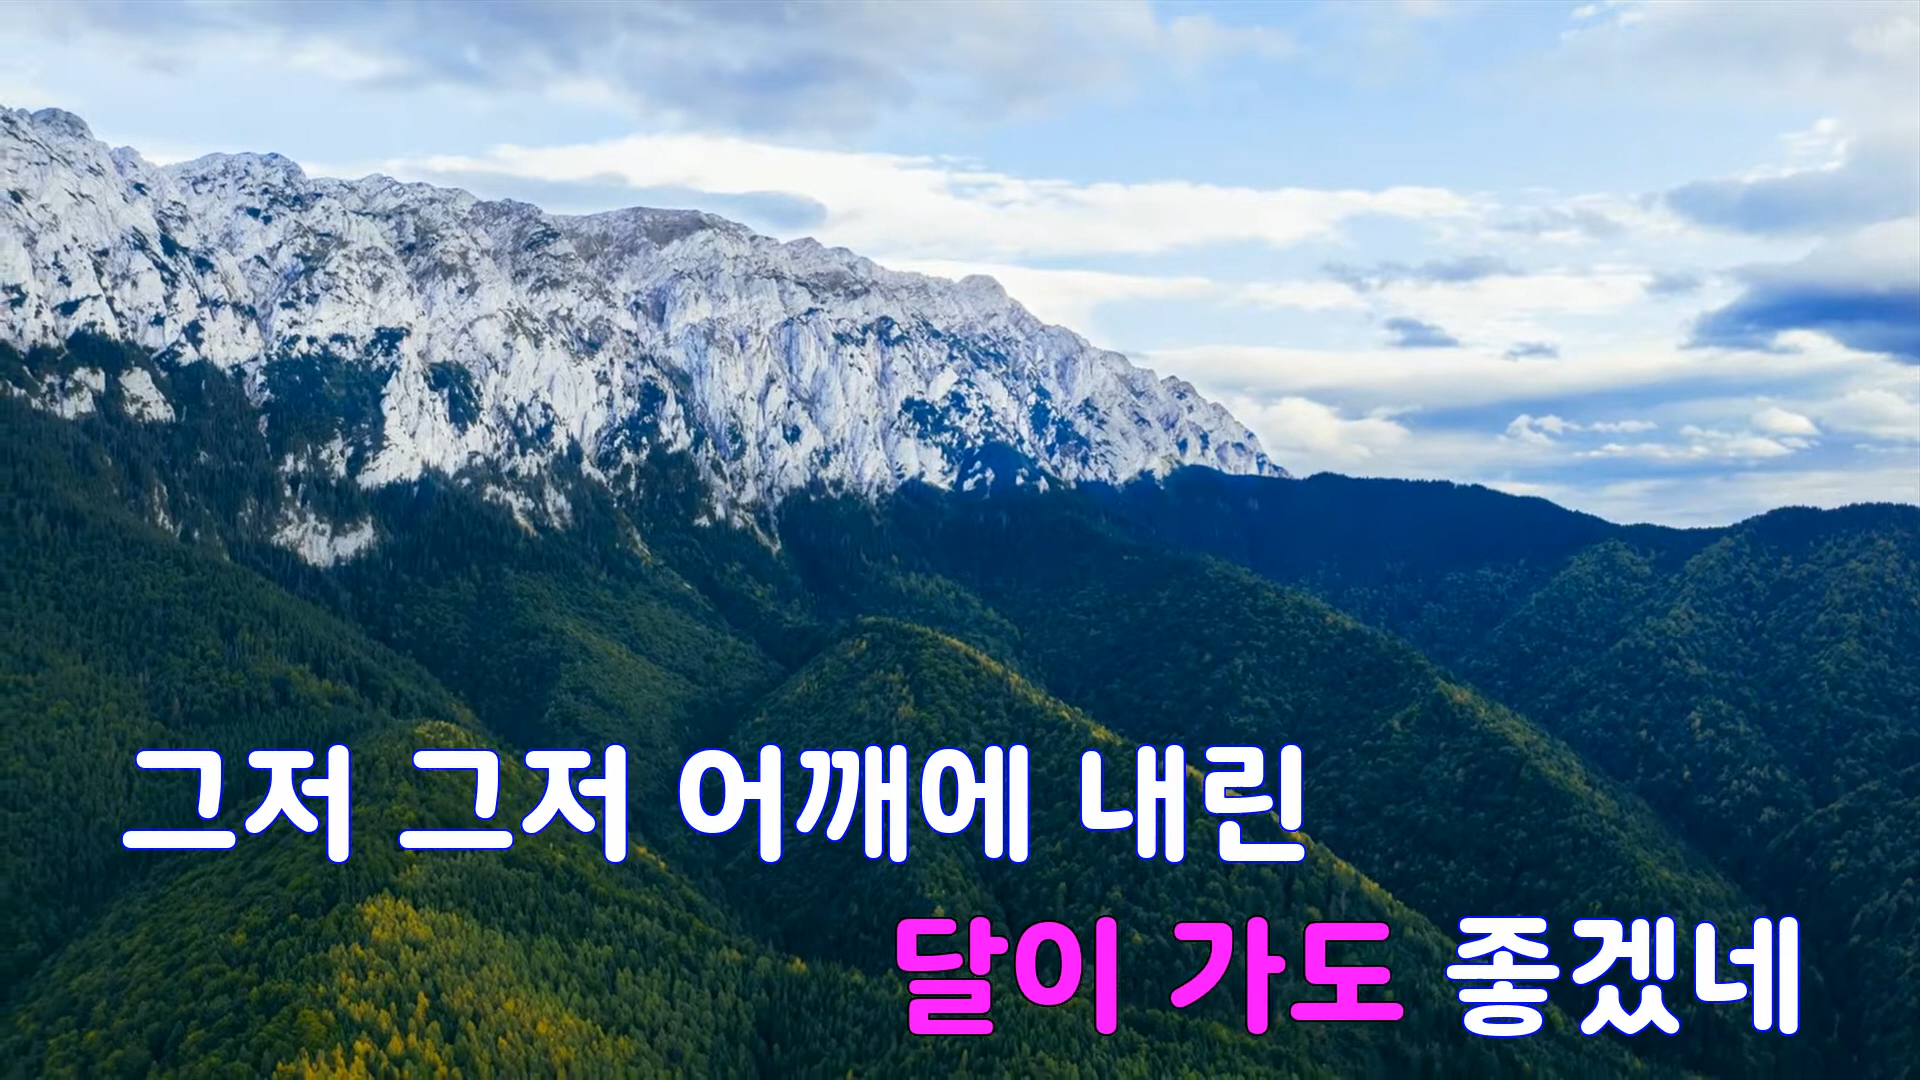 그저 그저 어깨에 내린
달이 가도 좋겠네